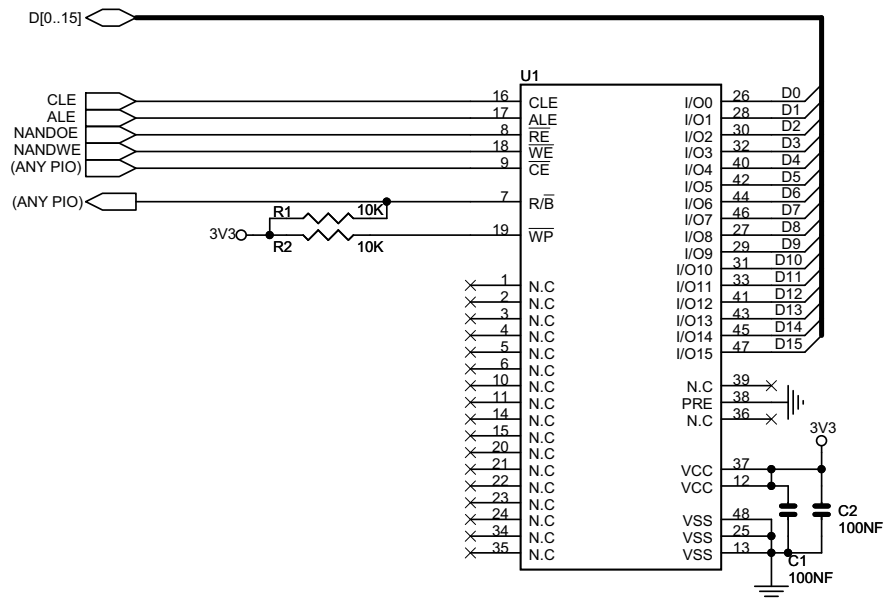 D[0..15]
U1
CLE 16 CLE I/O0 26 D0
ALE 17 ALE I/O1 28 D1
NANDOE 8 RE I/O2 30 D2
NANDWE 18 WE I/O3 32 D3
(ANY PIO) 9 CE I/O4 40 D4
I/O5 42 D5
(ANY PIO) 7 R/B I/O6 44 D6
R1 10K I/O7 46 D7
3V3 R2 10K 19 WP I/O8 27 D8
I/O9 29 D9
I/O10 31 D10
1 N.C I/O11 33 D11
2 N.C I/O12 41 D12
3 N.C I/O13 43 D13
4 N.C I/O14 45 D14
5 N.C I/O15 47 D15
6 N.C
10 N.C N.C 39
11 N.C PRE 38
14 N.C N.C 36
15 N.C 3V3
20 N.C
21 N.C VCC 37
22 N.C VCC 12
23 N.C C2
24 N.C VSS 48 100NF
34 N.C VSS 25
35 N.C VSS 13
C1
100NF